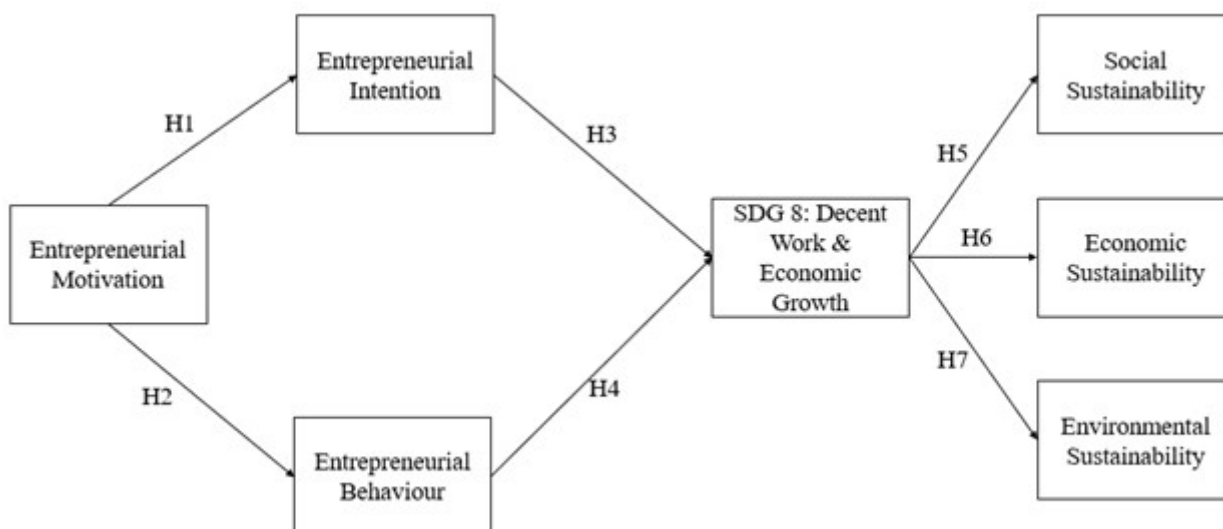 Entrepreneurial
Intention
Social
Sustainability
H1
H3
H5
Entrepreneurial
Motivation
SDG 8: Decent
Work &
Economic
Growth
H6
Economic
Sustainability
H2
H4
H7
Entrepreneurial
Behaviour
Environmental
Sustainability